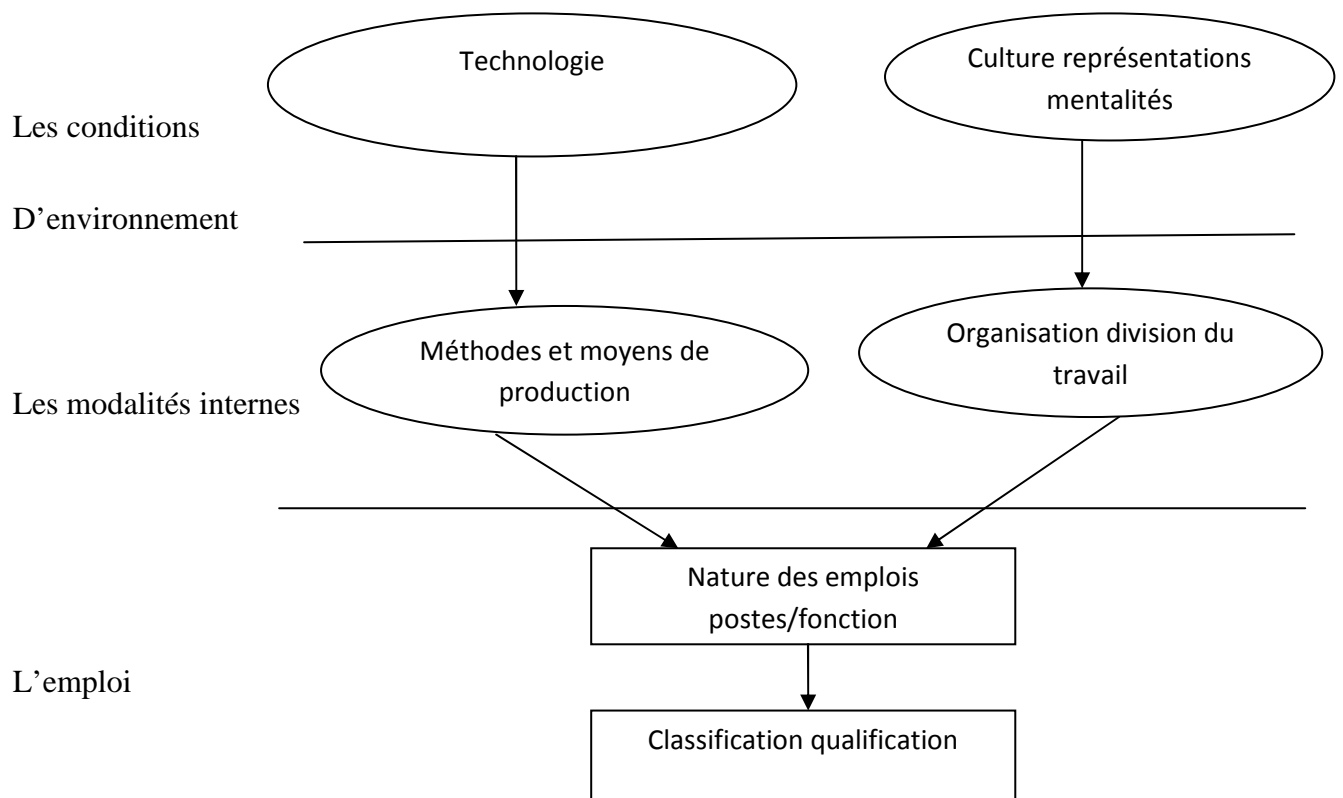 Technologie
Culture représentations
mentalités
Les conditions
D’environnement
Méthodes et moyens de
production
Organisation division du
travail
Les modalités internes
Nature des emplois
postes/fonction
L’emploi
Classification qualification